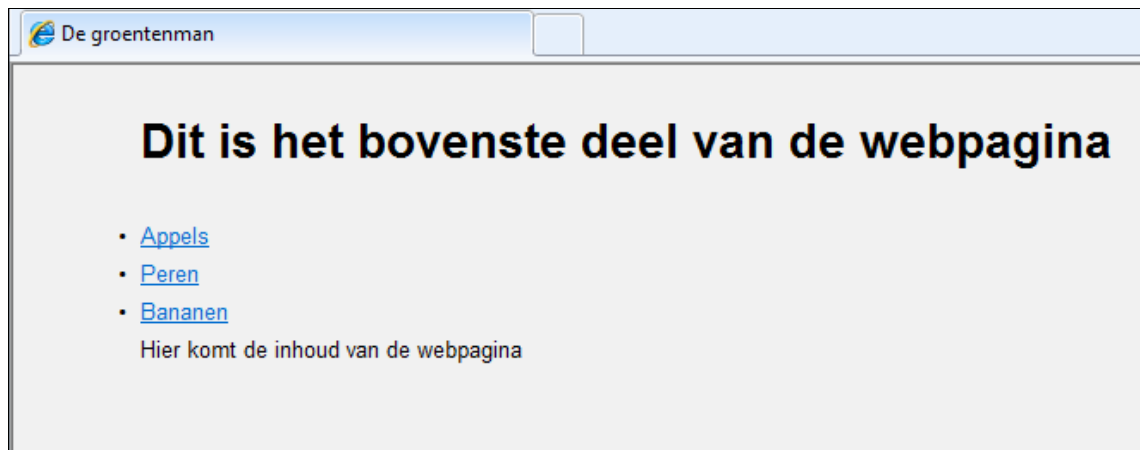 De groentenman
Dit is het bovenste deel van de webpagina
• Appels
• Peren
• Bananen
Hier komt de inhoud van de webpagina